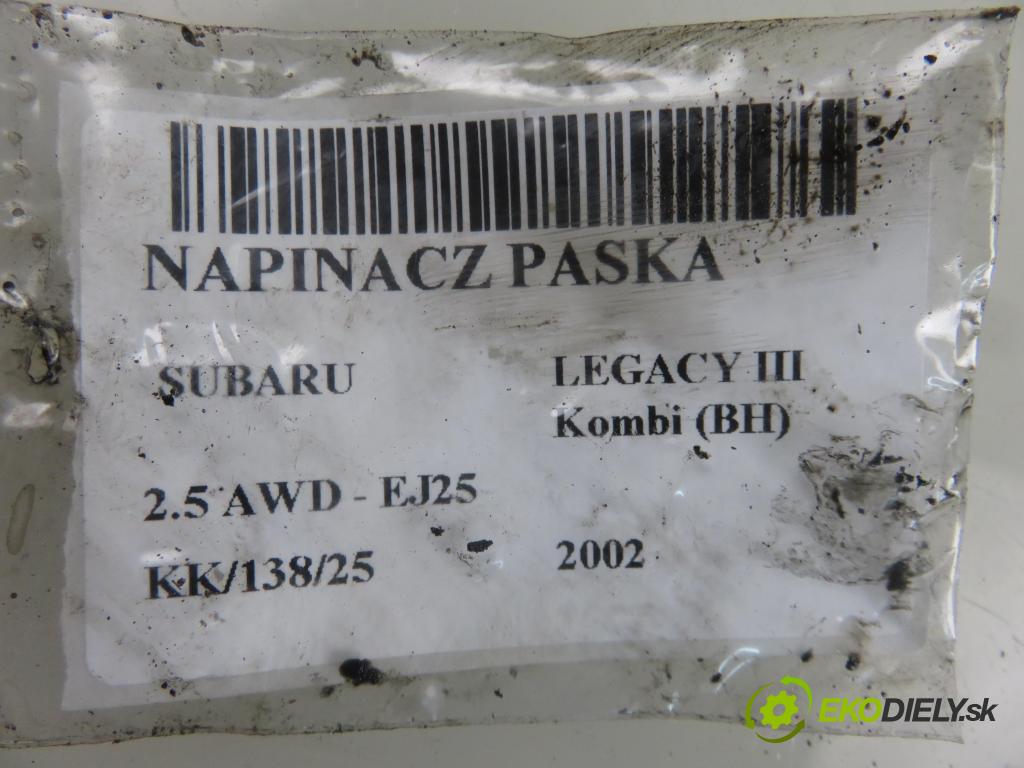 NAPINACZ PASKA
SUBARU
LEGACY III
Kombi (BH)
2.5 AWD - EJ25
KK/138/25
2002
EKODIELY.sk